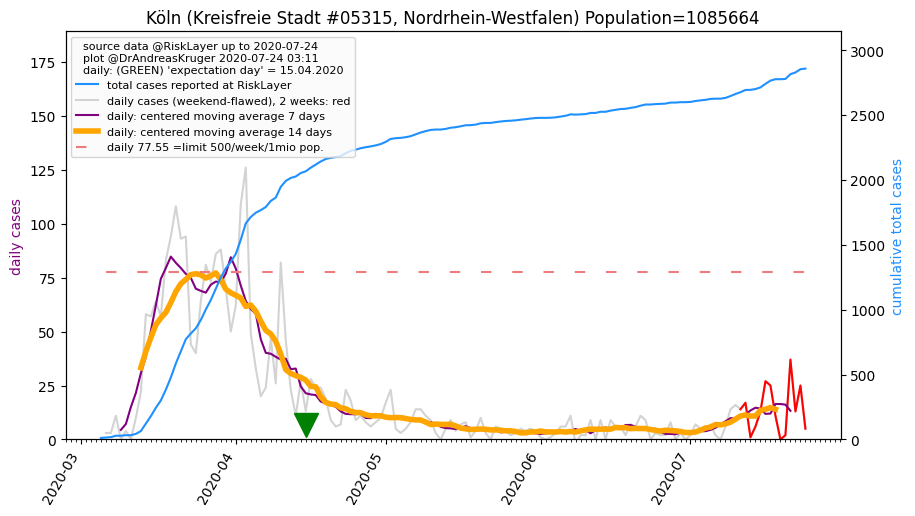 Köln (Kreisfreie Stadt #05315, Nordrhein-Westfalen) Population=1085664
source data @RiskLayer up to 2020-07-24
plot @DrAndreasKruger 2020-07-24 03:11
daily: (GREEN) 'expectation day' = 15.04.2020
total cases reported at RiskLayer
daily cases (weekend-flawed), 2 weeks: red
daily: centered moving average 7 days
daily: centered moving average 14 days
daily 77.55 =limit 500/week/1mio pop.
daily cases
175
150
125
100
75
50
25
0
cumulative total cases
3000
2500
2000
1500
1000
500
0
2020-03
2020-04
2020-05
2020-06
2020-07